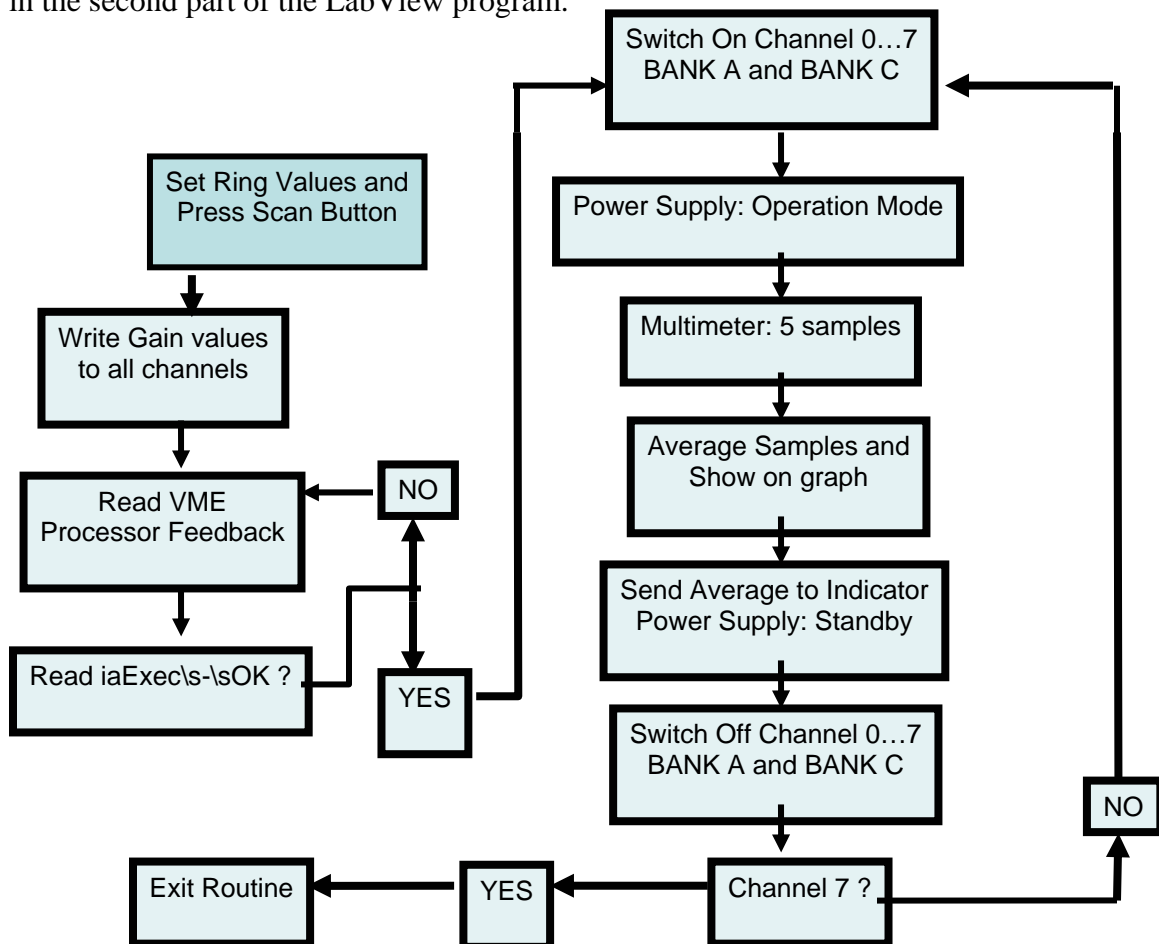 in the second part of the LabView program.
Set Ring Values and
Press Scan Button
Write Gain values
to all channels
Read VME
Processor Feedback
Read iaExec\s-\sOK ?
NO
YES
Switch On Channel 0…7
BANK A and BANK C
Power Supply: Operation Mode
Multimeter: 5 samples
Average Samples and
Show on graph
Send Average to Indicator
Power Supply: Standby
Switch Off Channel 0…7
BANK A and BANK C
Channel 7 ?
NO
YES
Exit Routine